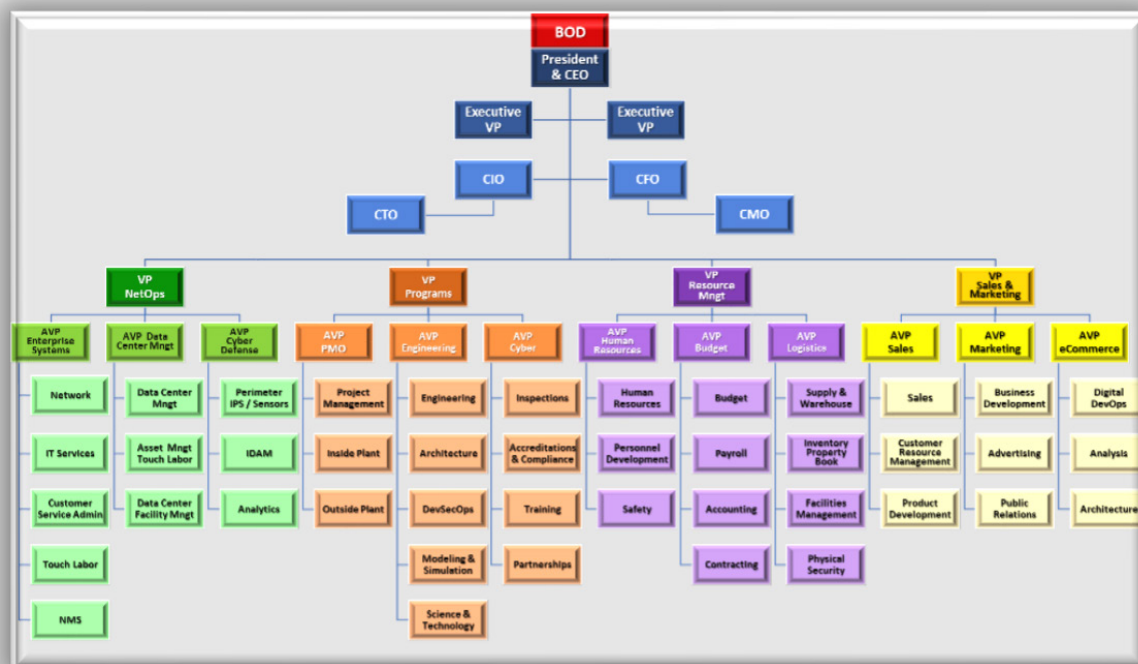 BOD
President
& CEO
Executive
VP
Executive
VP
CIO
CFO
CTO
CMO
VP
NetOps
VP
Programs
VP
Resource
Mngt
VP
Sales &
Marketing
AVP
Enterprise
Systems
AVP Data
Center Mngt
AVP
Cyber
Defense
AVP
PMO
AVP
Engineering
AVP
Cyber
AVP
Human
Resources
AVP
Budget
AVP
Logistics
AVP
Sales
AVP
Marketing
AVP
eCommerce
Network
Data Center
Mngt
Perimeter
IPS / Sensors
Project
Management
Engineering
Inspections
Human
Resources
Budget
Supply &
Warehouse
Sales
Business
Development
Digital
DevOps
IT Services
Asset Mngt
Touch Labor
IDAM
Inside Plant
Architecture
Accreditations
& Compliance
Personnel
Development
Payroll
Inventory
Property
Book
Customer
Resource
Management
Advertising
Analysis
Customer
Service Admin
Data Center
Facility Mngt
Analytics
Outside Plant
DevSecOps
Training
Safety
Accounting
Facilities
Management
Product
Development
Public
Relations
Architecture
Touch Labor
Modeling &
Simulation
Partnerships
Contracting
Physical
Security
NMS
Science &
Technology